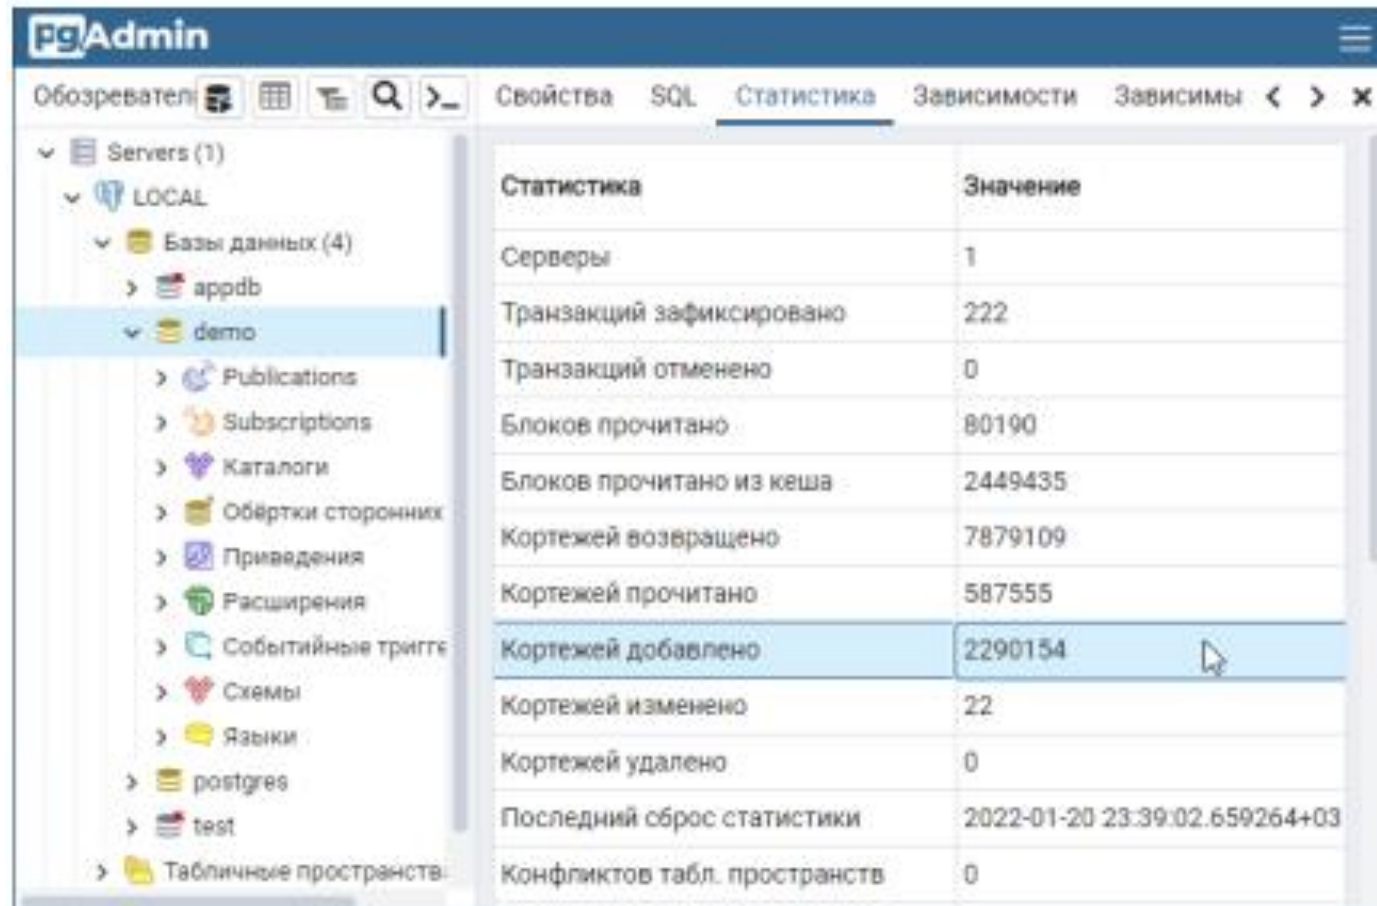 pgAdmin
Обозревател
Свойства SQL Статистика Зависимости Зависимы
Servers (1)
LOCAL
Базы данных (4)
appdb
demo
Publications
Subscriptions
Каталоги
Обёртки сторонних
Приведения
Расширения
Событийные тригге
Схемы
Языки
postgres
test
Табличные пространств
Статистика Значение
Серверы 1
Транзакций зафиксировано 222
Транзакций отменено 0
Блоков прочитано 80190
Блоков прочитано из кеша 2449435
Кортежей возвращено 7879109
Кортежей прочитано 587555
Кортежей добавлено 2290154
Кортежей изменено 22
Кортежей удалено 0
Последний сброс статистики 2022-01-20 23:39:02.659264+03
Конфликтов табл. пространств 0